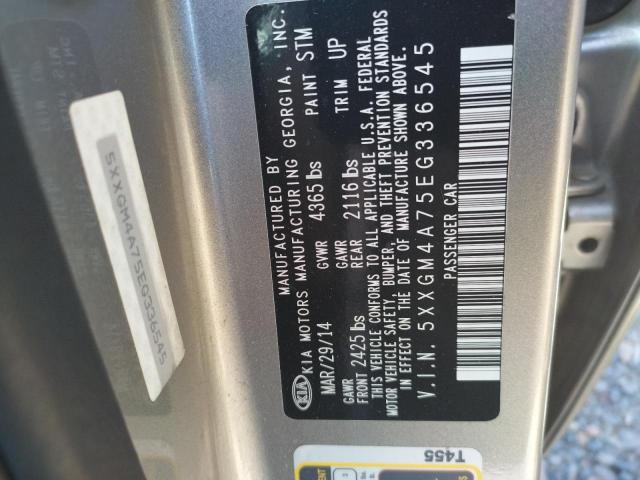 MANUFACTURED BY
KIA KIA MOTORS MANUFACTURING GEORGIA, INC.
MAR/29/14 GVWR 4365 lbs PAINT STM
GAWR FRONT 2425 lbs GAWR REAR 2116 lbs TRIM UP
THIS VEHICLE CONFORMS TO ALL APPLICABLE U.S.A. FEDERAL
MOTOR VEHICLE SAFETY, BUMPER, AND THEFT PREVENTION STANDARDS
IN EFFECT ON THE DATE OF MANUFACTURE SHOWN ABOVE.
V.I.N. 5XXGM4A75EG336545
PASSENGER CAR
5XXGM4A75EG336545
T455